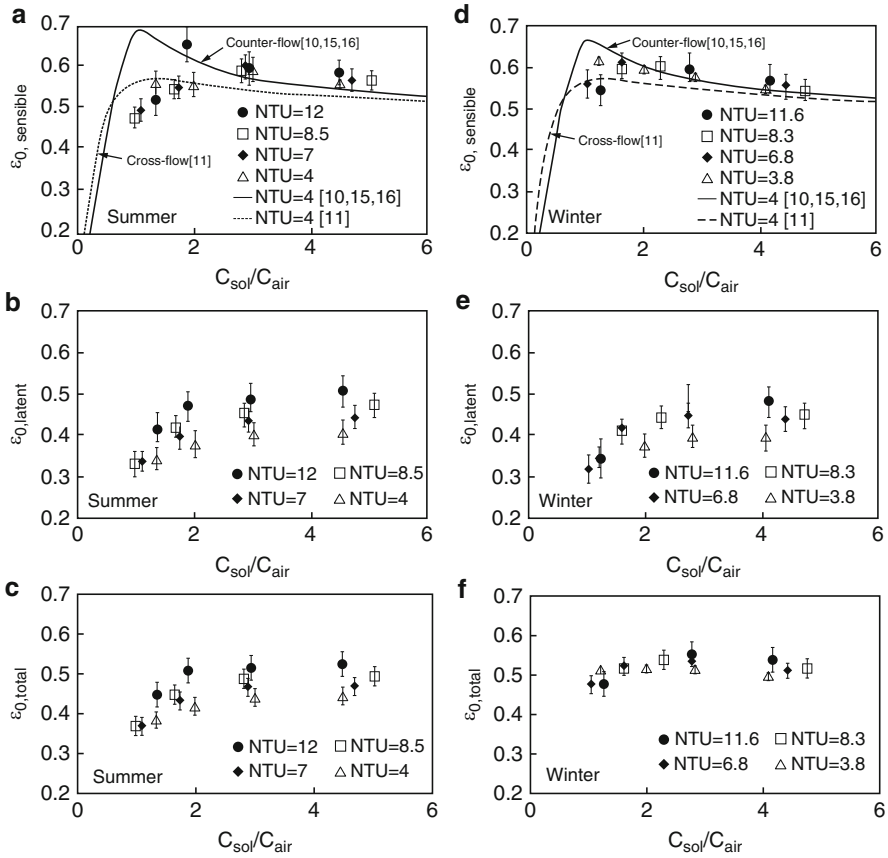 a
0.7
0.6
0.5
0.4
0.3
0.2
ε0, sensible
Counter-flow[10,15,16]
Cross-flow[11]
NTU=12
NTU=8.5
NTU=7
NTU=4
NTU=4 [10,15,16]
NTU=4 [11]
Summer
0 2 4 6
Csol/Cair
d
0.7
0.6
0.5
0.4
0.3
0.2
ε0, sensible
Counter-flow[10,15,16]
Cross-flow[11]
NTU=11.6
NTU=8.3
NTU=6.8
NTU=3.8
NTU=4 [10,15,16]
NTU=4 [11]
Winter
0 2 4 6
Csol/Cair
b
0.7
0.6
0.5
0.4
0.3
0.2
ε0,latent
NTU=12 NTU=8.5
NTU=7 NTU=4
Summer
0 2 4 6
Csol/Cair
e
0.7
0.6
0.5
0.4
0.3
0.2
ε0,latent
NTU=11.6 NTU=8.3
NTU=6.8 NTU=3.8
Winter
0 2 4 6
Csol/Cair
c
0.7
0.6
0.5
0.4
0.3
0.2
ε0,total
NTU=12 NTU=8.5
NTU=7 NTU=4
Summer
0 2 4 6
Csol/Cair
f
0.7
0.6
0.5
0.4
0.3
0.2
ε0,total
NTU=11.6 NTU=8.3
NTU=6.8 NTU=3.8
Winter
0 2 4 6
Csol/Cair